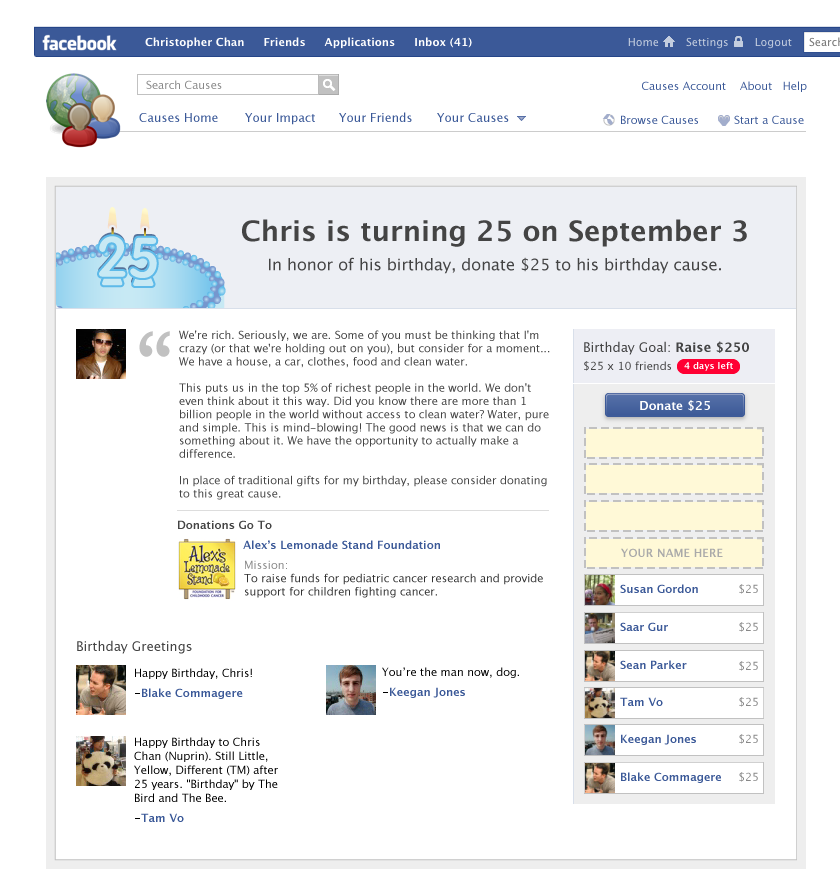 facebook Christopher Chan Friends Applications Inbox (41) Home Settings Logout Search
Search Causes
Causes Account About Help
Causes Home Your Impact Your Friends Your Causes
Browse Causes Start a Cause
25
Chris is turning 25 on September 3
In honor of his birthday, donate $25 to his birthday cause.
“
We're rich. Seriously, we are. Some of you must be thinking that I'm
crazy (or that we're holding out on you), but consider for a moment...
We have a house, a car, clothes, food and clean water.
This puts us in the top 5% of richest people in the world. We don't
even think about it this way. Did you know there are more than 1
billion people in the world without access to clean water? Water, pure
and simple. This is mind-blowing! The good news is that we can do
something about it. We have the opportunity to actually make a
difference.
In place of traditional gifts for my birthday, please consider donating
to this great cause.
Donations Go To
Alex's Lemonade Stand Foundation
Alex's
Lemonade
Stand
FOUNDATION FOR
CHILDHOOD CANCER
Mission:
To raise funds for pediatric cancer research and provide
support for children fighting cancer.
Birthday Greetings
Happy Birthday, Chris!
-Blake Commagere
You're the man now, dog.
-Keegan Jones
Happy Birthday to Chris
Chan (Nuprin). Still Little,
Yellow, Different (TM) after
25 years. "Birthday" by The
Bird and The Bee.
-Tam Vo
Birthday Goal: Raise $250
$25 x 10 friends 4 days left
Donate $25
YOUR NAME HERE
Susan Gordon $25
Saar Gur $25
Sean Parker $25
Tam Vo $25
Keegan Jones $25
Blake Commagere $25